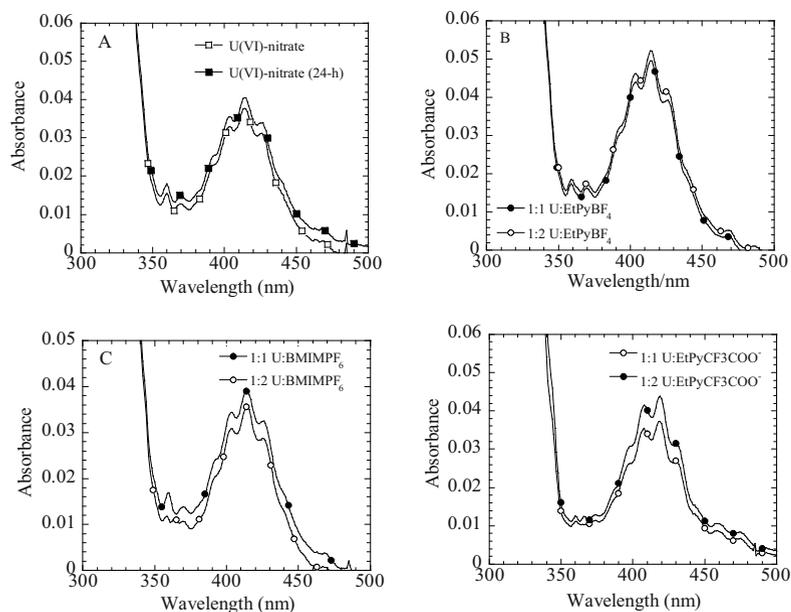 A
U(VI)-nitrate
U(VI)-nitrate (24-h)
0.06
0.05
0.04
0.03
0.02
0.01
0
Absorbance
300 350 400 450 500
Wavelength (nm)
B
1:1 U:EtPyBF4
1:2 U:EtPyBF4
0.06
0.05
0.04
0.03
0.02
0.01
0
Absorbance
300 350 400 450 500
Wavelength/nm
C
1:1 U:BMIMPF6
1:2 U:BMIMPF6
0.05
0.04
0.03
0.02
0.01
0
Absorbance
300 350 400 450 500
Wavelength (nm)
1:1 U:EtPyCF3COO-
1:2 U:EtPyCF3COO-
0.06
0.05
0.04
0.03
0.02
0.01
0
Absorbance
300 350 400 450 500
Wavelength (nm)